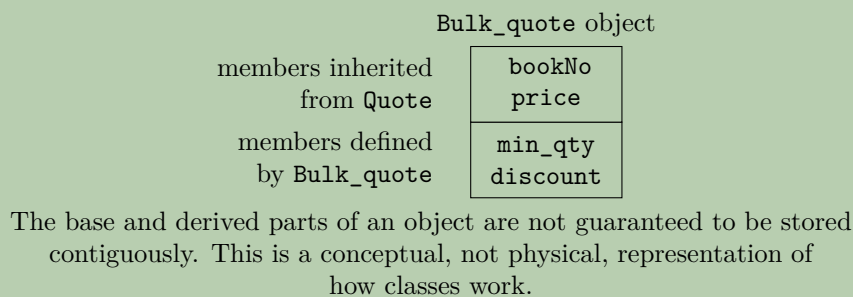 Bulk_quote object
members inherited
from Quote
bookNo
price
members defined
by Bulk_quote
min_qty
discount
The base and derived parts of an object are not guaranteed to be stored
contiguously. This is a conceptual, not physical, representation of
how classes work.